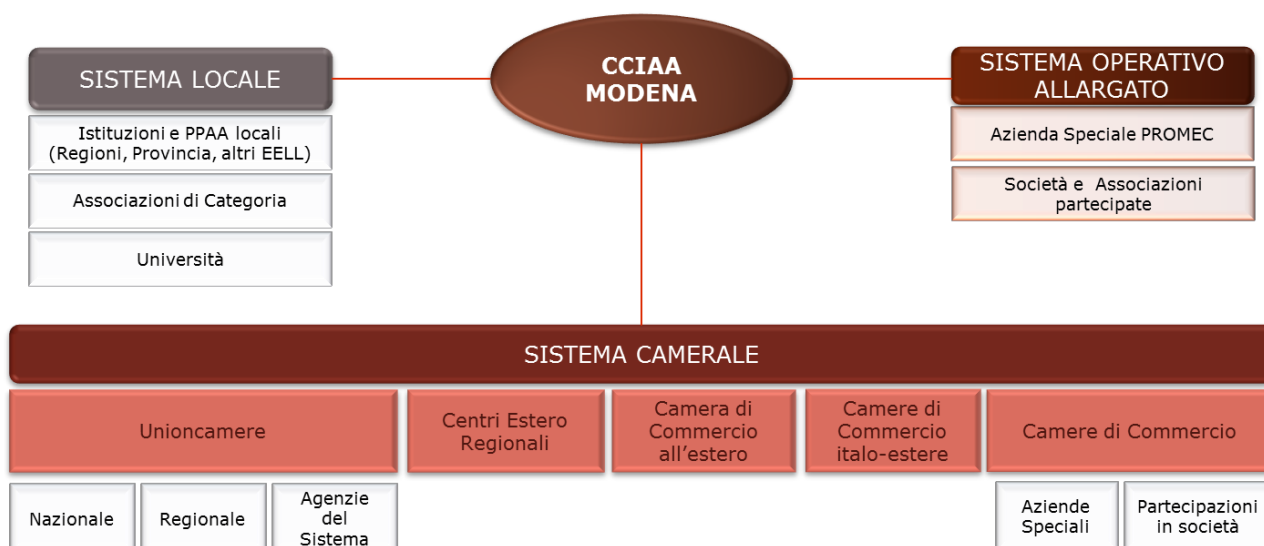 SISTEMA LOCALE
Istituzioni e PPAA locali
(Regioni, Provincia, altri EELL)
Associazioni di Categoria
Università
CCIAA
MODENA
SISTEMA OPERATIVO
ALLARGATO
Azienda Speciale PROMEC
Società e Associazioni
partecipate
SISTEMA CAMERALE
Unioncamere
Centri Estero
Regionali
Camera di
Commercio
all'estero
Camere di
Commercio
italo-estere
Camere di Commercio
Nazionale
Regionale
Agenzie
del
Sistema
Aziende
Speciali
Partecipazioni
in società